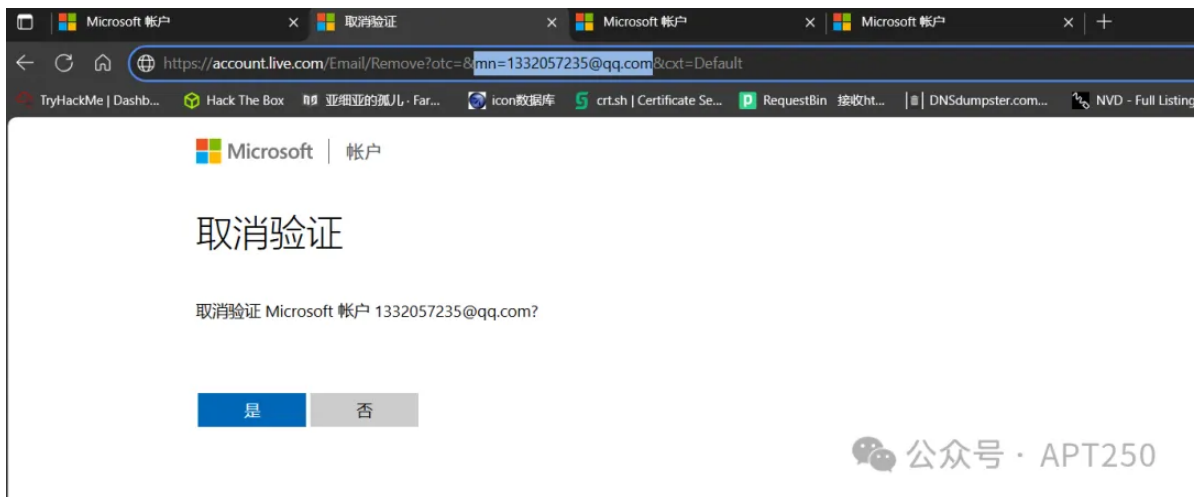 Microsoft 帐户 × 取消验证 × Microsoft 帐户 × Microsoft 帐户 × +
https://account.live.com/Email/Remove?otc=&mn=1332057235@qq.com&cxt=Default
TryHackMe | Dashb... Hack The Box 亚细亚的孤儿 · Far... icon数据库 crt.sh | Certificate Se... RequestBin 接收ht... DNSdumpster.com... NVD - Full Listing
Microsoft | 帐户
取消验证
取消验证 Microsoft 帐户 1332057235@qq.com?
是 否
公众号 · APT250